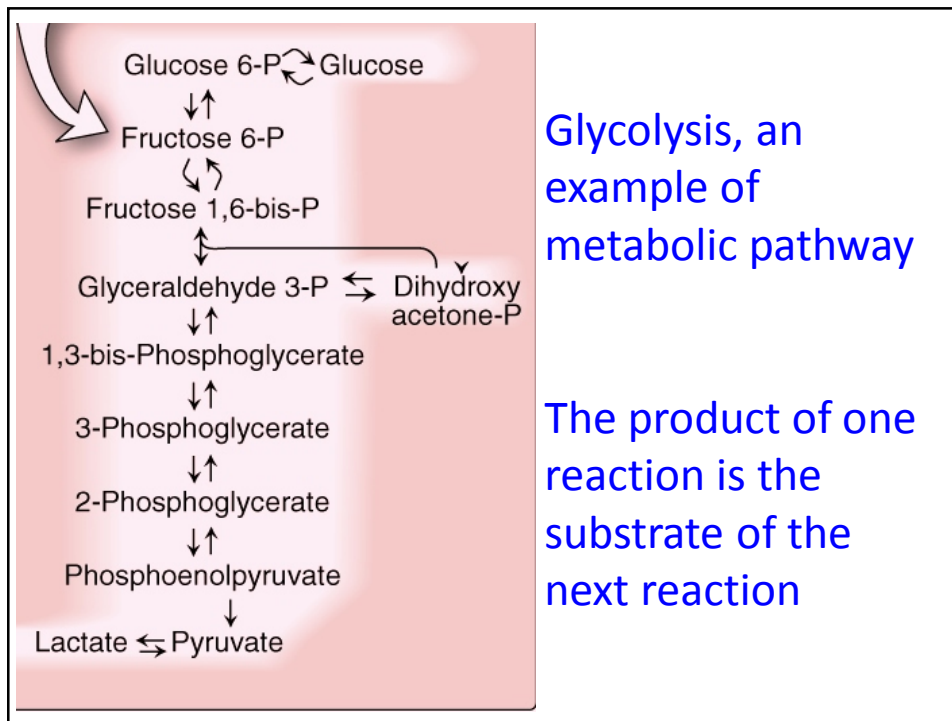 Glucose 6-P Glucose
Fructose 6-P
Fructose 1,6-bis-P
Glyceraldehyde 3-P Dihydroxy
acetone-P
1,3-bis-Phosphoglycerate
3-Phosphoglycerate
2-Phosphoglycerate
Phosphoenolpyruvate
Lactate Pyruvate
Glycolysis, an
example of
metabolic pathway
The product of one
reaction is the
substrate of the
next reaction